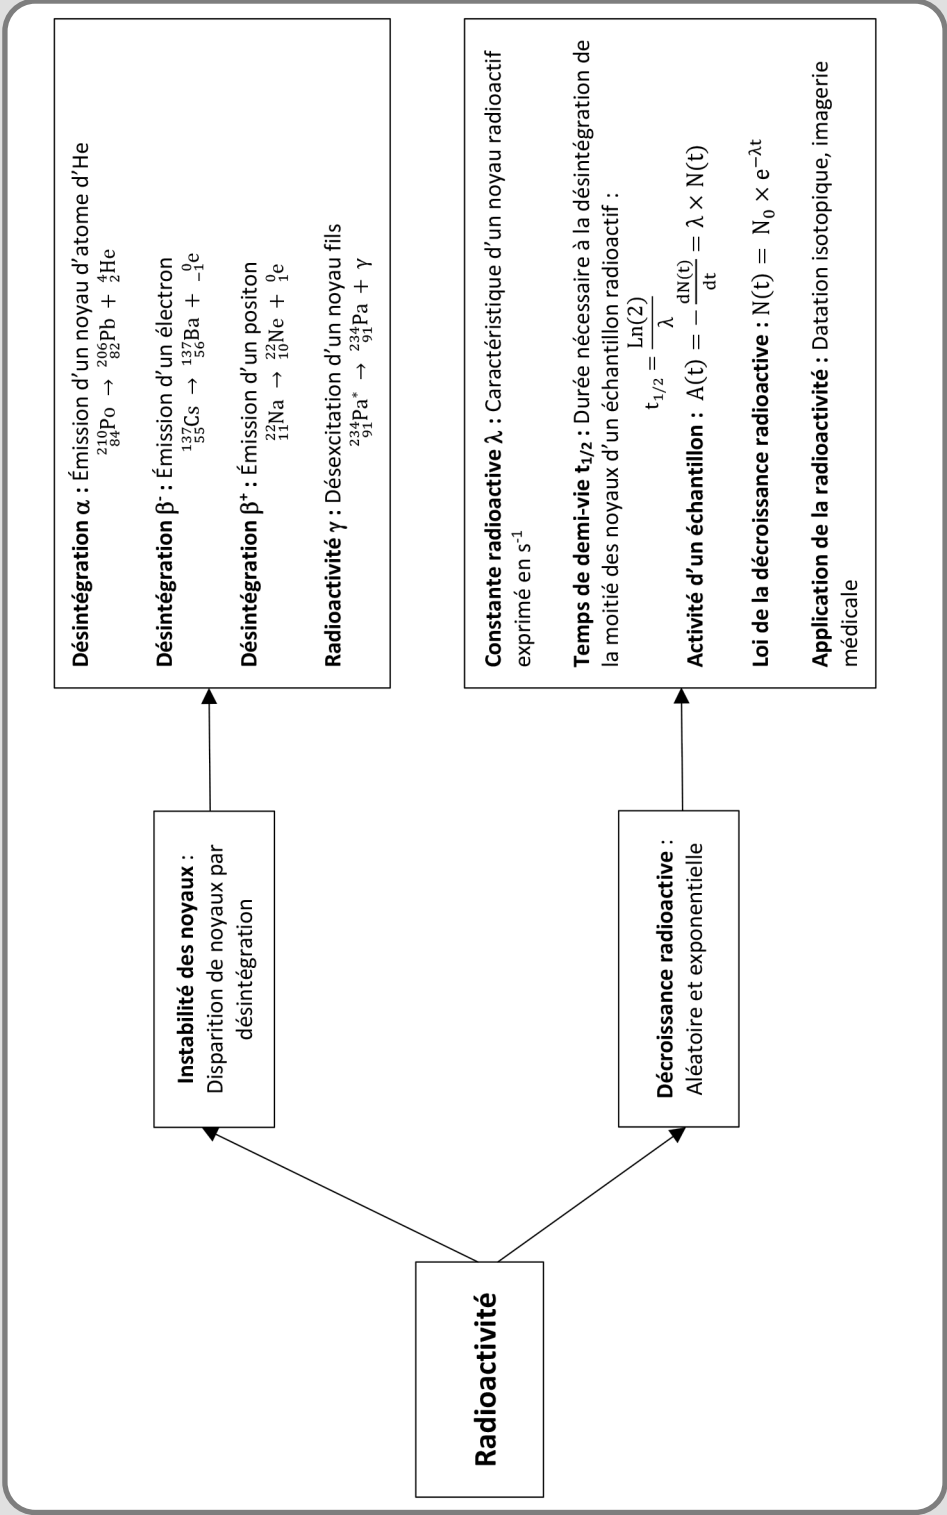 Radioactivité
Instabilité des noyaux :
Disparition de noyaux par
désintégration
Désintégration α : Émission d’un noyau d’atome d’He
²¹⁰₈₄Po → ²⁰⁶₈₂Pb + ⁴₂He
Désintégration β⁻ : Émission d’un électron
¹³⁷₅₅Cs → ¹³⁷₅₆Ba + ⁰₋₁e
Désintégration β⁺ : Émission d’un positon
²²₁₁Na → ²²₁₀Ne + ⁰₁e
Radioactivité γ : Désexcitation d’un noyau fils
²³⁴₉₁Pa* → ²³⁴₉₁Pa + γ
Décroissance radioactive :
Aléatoire et exponentielle
Constante radioactive λ : Caractéristique d’un noyau radioactif
exprimé en s⁻¹
Temps de demi-vie t₁/₂ : Durée nécessaire à la désintégration de
la moitié des noyaux d’un échantillon radioactif :
t₁/₂ = Ln(2)/λ
Activité d’un échantillon : A(t) = − dN(t)/dt = λ × N(t)
Loi de la décroissance radioactive : N(t) = N₀ × e^−λt
Application de la radioactivité : Datation isotopique, imagerie
médicale